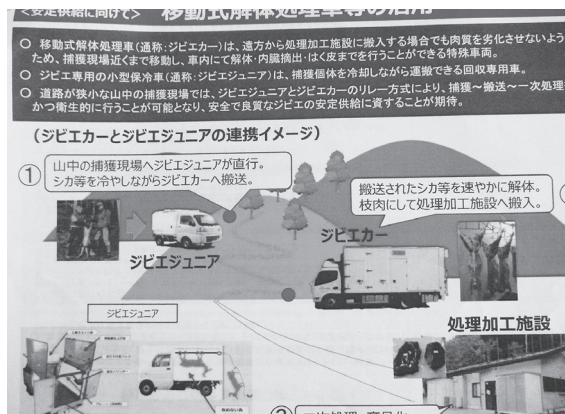 ＜安定供給に向けて＞ 移動式解体処理車等の活用
○ 移動式解体処理車（通称：ジビエカー）は、遠方から処理加工施設に搬入する場合でも肉質を劣化させないよう
ため、捕獲現場近くまで移動し、車内にて解体・内臓摘出・はく皮までを行うことができる特殊車両。
○ ジビエ専用の小型保冷車（通称：ジビエジュニア）は、捕獲個体を冷却しながら運搬できる回収専用車。
○ 道路が狭小な山中の捕獲現場では、ジビエジュニアとジビエカーのリレー方式により、捕獲～搬送～一次処理
かつ衛生的に行うことが可能となり、安全で良質なジビエの安定供給に資することが期待。
（ジビエカーとジビエジュニアの連携イメージ）
① 山中の捕獲現場へジビエジュニアが直行。
シカ等を冷やしながらジビエカーへ搬送。
搬送されたシカ等を速やかに解体。
枝肉にして処理加工施設へ搬入。
ジビエカー
ジビエジュニア
ジビエジュニア
処理加工施設